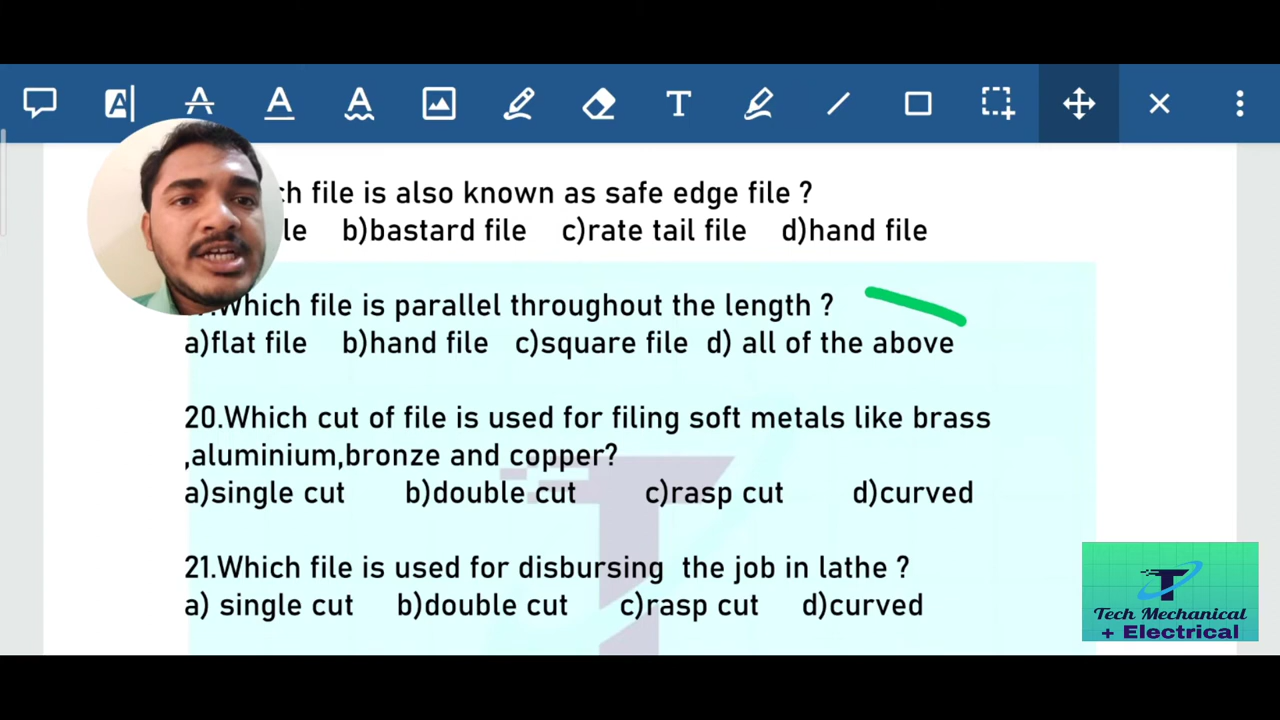 file is also known as safe edge file ?
b)bastard file c)rate tail file d)hand file
Which file is parallel throughout the length ?
a)flat file b)hand file c)square file d) all of the above
20.Which cut of file is used for filing soft metals like brass
,aluminium,bronze and copper?
a)single cut b)double cut c)rasp cut d)curved
21.Which file is used for disbursing the job in lathe ?
a) single cut b)double cut c)rasp cut d)curved
Tech Mechanical
+ Electrical